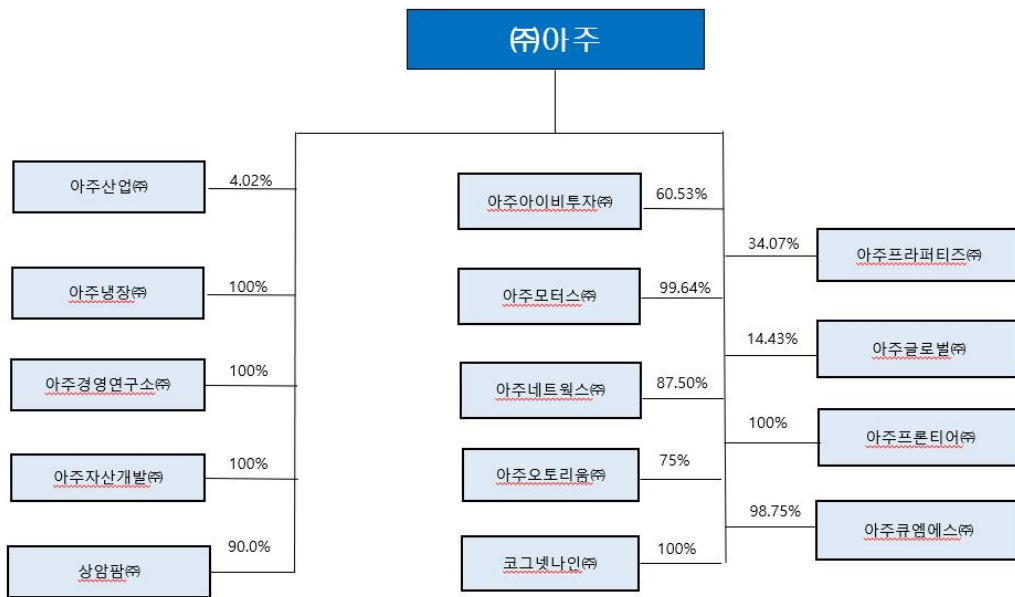 ㈜아주
아주산업㈜
4.02%
아주냉장㈜
100%
아주경영연구소㈜
100%
아주자산개발㈜
100%
상암팜㈜
90.0%
아주아이비투자㈜
60.53%
아주모터스㈜
99.64%
아주네트웍스㈜
87.50%
아주오토리움㈜
75%
코그넷나인㈜
100%
34.07%
아주프라퍼티즈㈜
14.43%
아주글로벌㈜
100%
아주프론티어㈜
98.75%
아주큐엠에스㈜